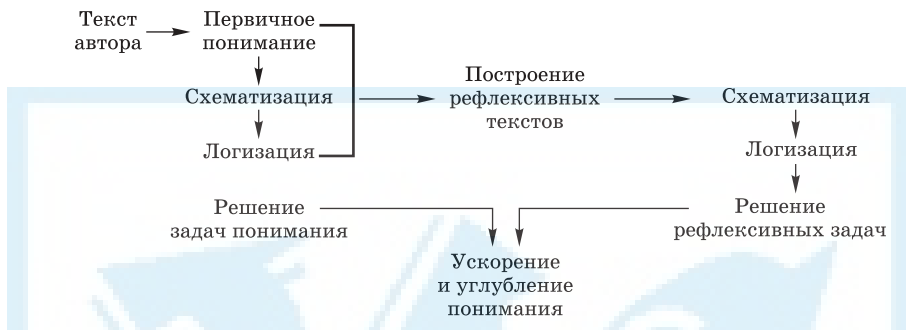 Текст
автора
Первичное
понимание
Схематизация
Логизация
Построение
рефлексивных
текстов
Схематизация
Логизация
Решение
рефлексивных задач
Решение
задач понимания
Ускорение
и углубление
понимания